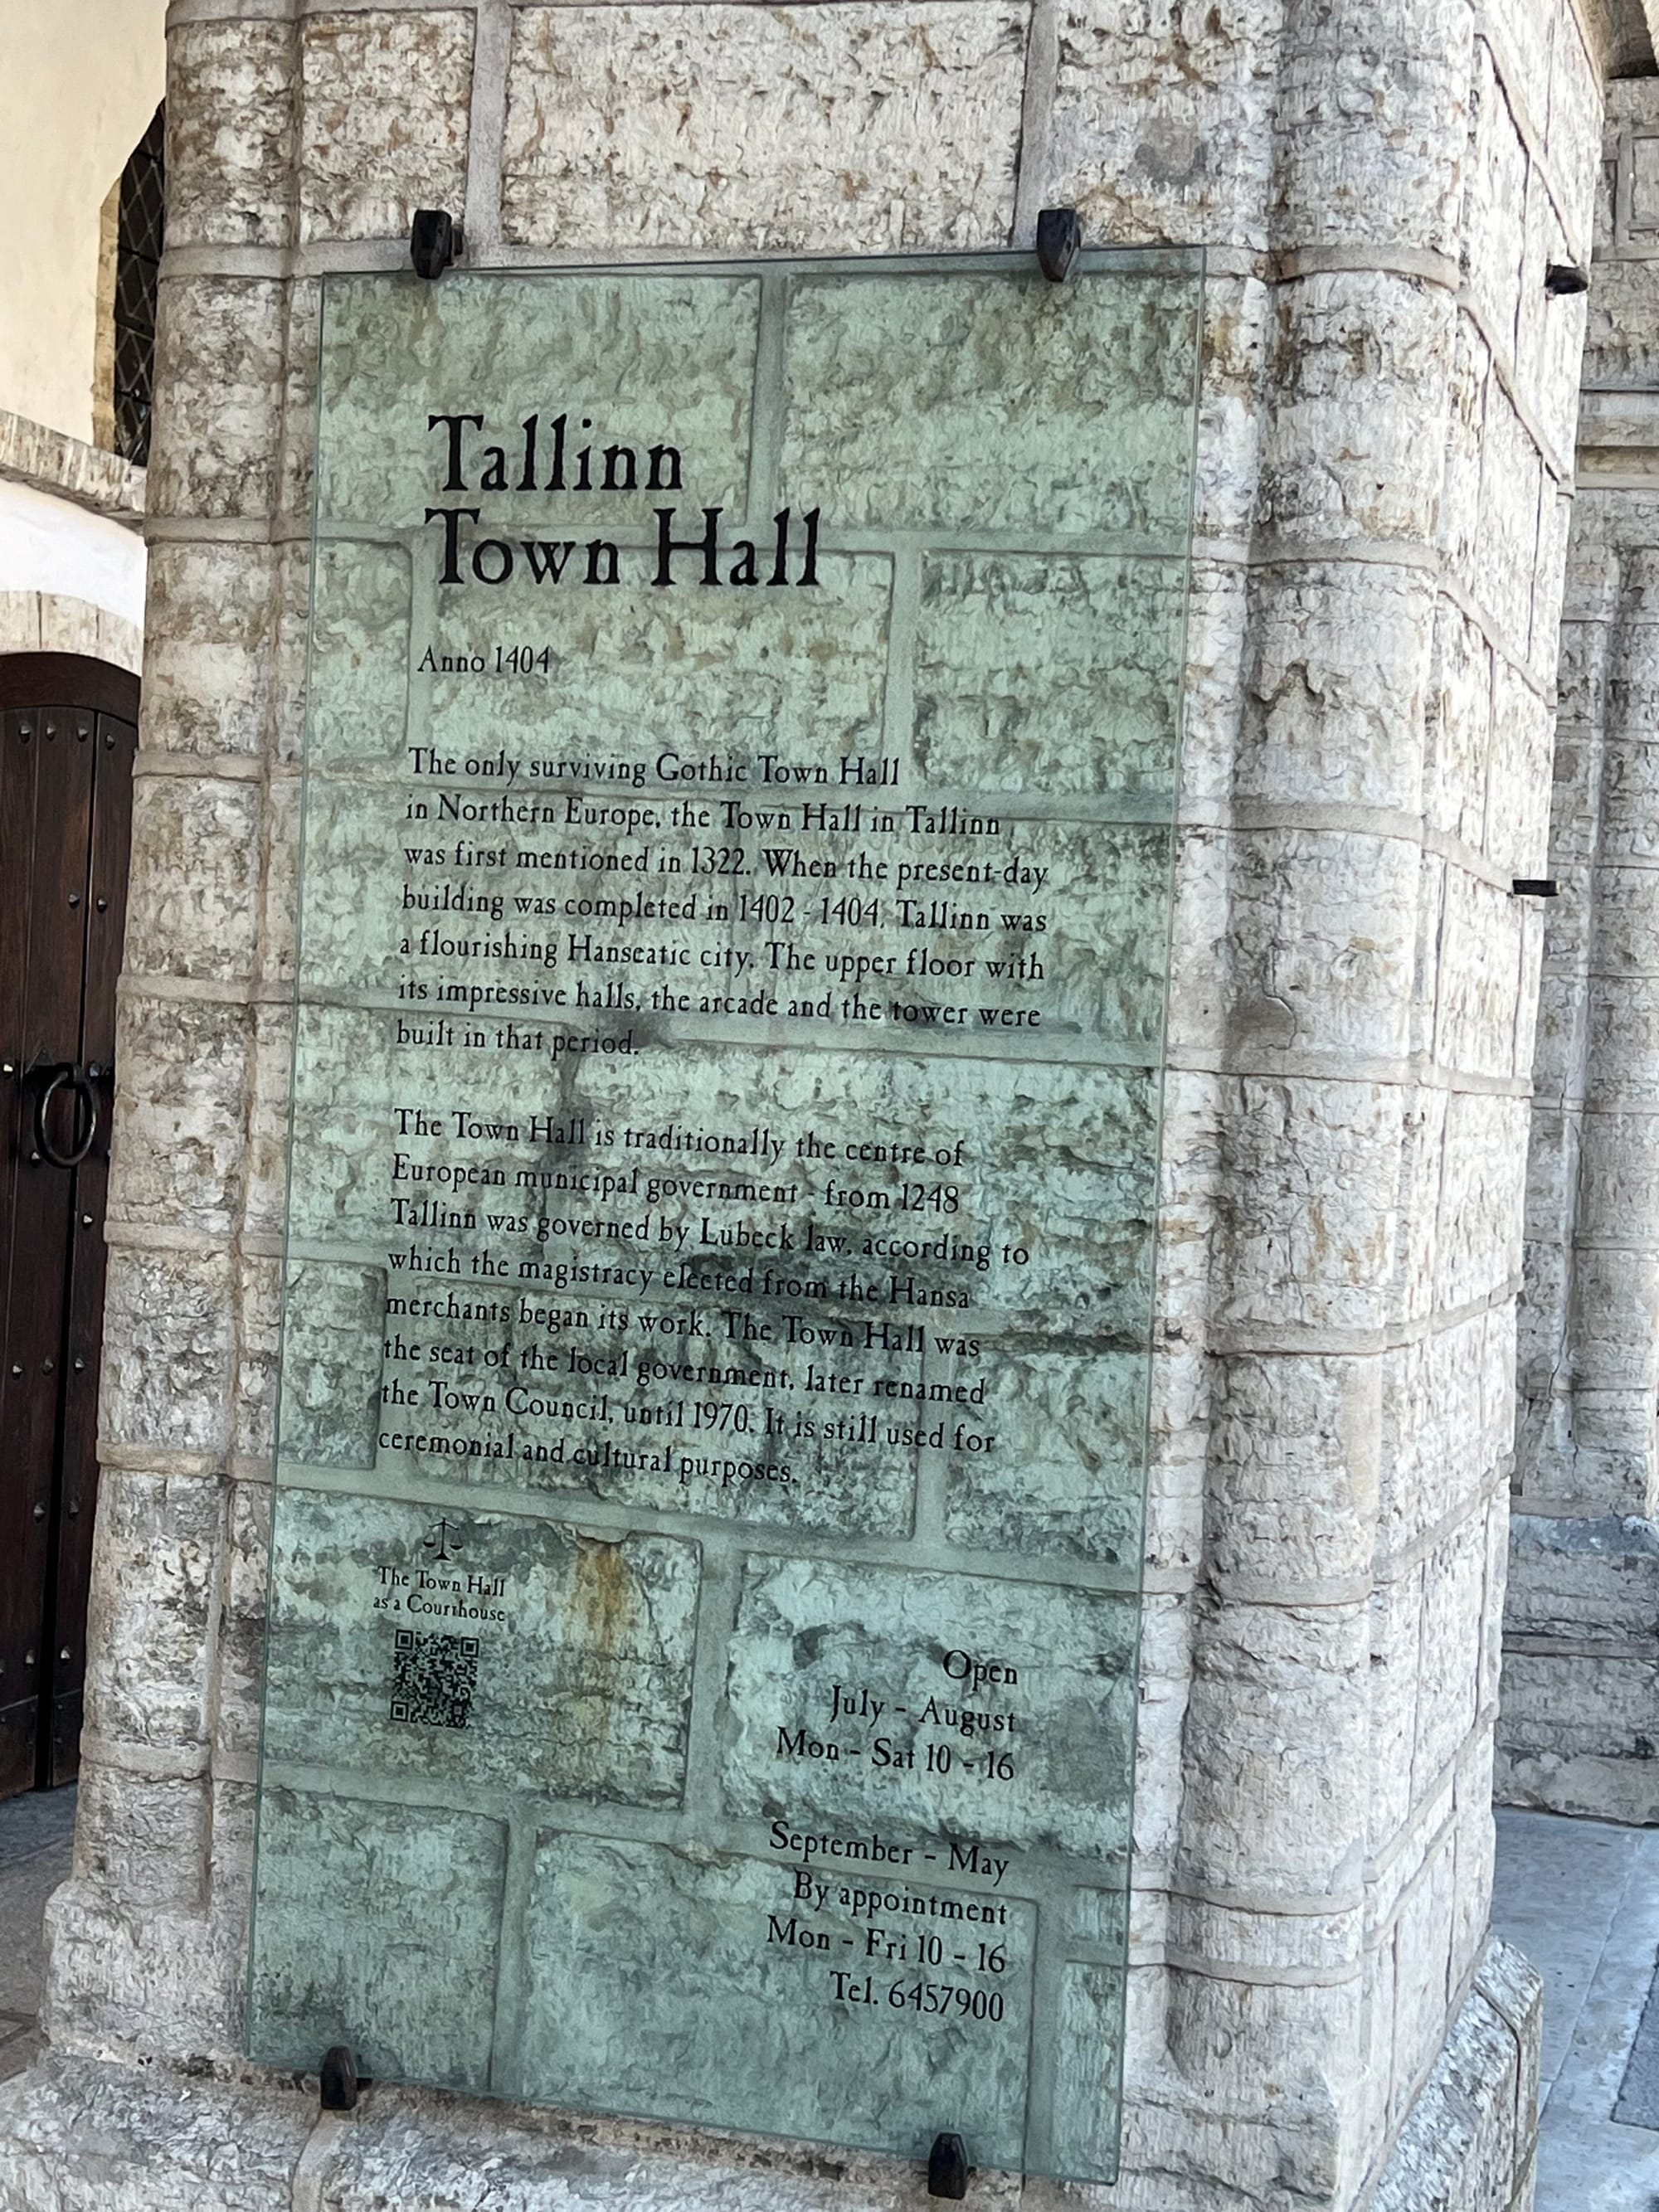 Tallinn
Town Hall
Anno 1404
The only surviving Gothic Town Hall
in Northern Europe, the Town Hall in Tallinn
was first mentioned in 1322. When the present-day
building was completed in 1402 - 1404, Tallinn was
a flourishing Hanseatic city. The upper floor with
its impressive halls, the arcade and the tower were
built in that period.
The Town Hall is traditionally the centre of
European municipal government - from 1248
Tallinn was governed by Lübeck law, according to
which the magistracy elected from the Hansa
merchants began its work. The Town Hall was
the seat of the local government, later renamed
the Town Council, until 1970. It is still used for
ceremonial and cultural purposes.
The Town Hall
as a Courthouse
Open
July - August
Mon - Sat 10 - 16
September - May
By appointment
Mon - Fri 10 - 16
Tel. 6457900